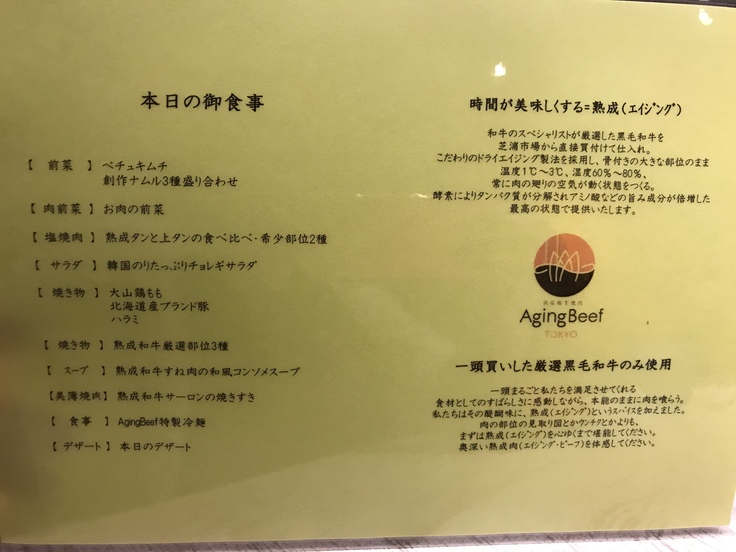 本日の御食事
【 前菜 】 ベチュキムチ
創作ナムル3種盛り合わせ
【 肉前菜 】 お肉の前菜
【 塩焼肉 】 熟成タンと上タンの食べ比べ・希少部位2種
【 サラダ 】 韓国のりたっぷりチョレギサラダ
【 焼き物 】 大山鶏もも
北海道産ブランド豚
ハラミ
【 焼き物 】 熟成和牛厳選部位3種
【 スープ 】 熟成和牛すね肉の和風コンソメスープ
【美薄焼肉】 熟成和牛サーロンの焼きすき
【 食事 】 AgingBeef特製冷麺
【 デザート 】 本日のデザート
時間が美味しくする=熟成(エイジング)
和牛のスペシャリストが厳選した黒毛和牛を
芝浦市場から直接買付けて仕入れ。
こだわりのドライエイジング製法を採用し、骨付きの大きな部位のまま
温度1℃～3℃、湿度60%～80%、
常に肉の廻りの空気が動く状態をつくる。
酵素によりタンパク質が分解されアミノ酸などの旨み成分が倍増した
最高の状態で提供いたします。
AgingBeef
TOKYO
一頭買いした厳選黒毛和牛のみ使用
一頭まるごと私たちを満足させてくれる
食材としてのすばらしさに感動しながら、本能のままに肉を喰らう。
私たちはその醍醐味に、熟成(エイジング)というスパイスを加えました。
肉の部位の見取り図とかウンチクとかよりも、
まずは熟成(エイジング)を心ゆくまで堪能してください。
奥深い熟成肉(エイジング・ビーフ)を体感してください。